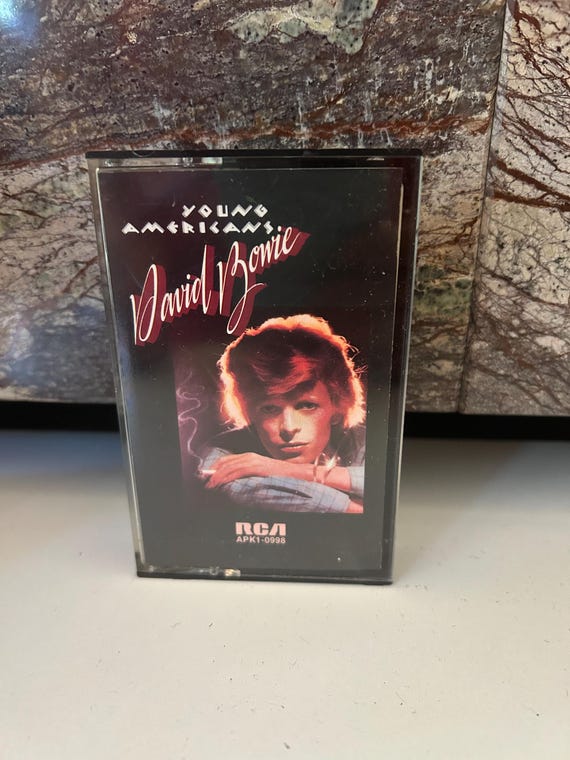 YOUNG
AMERICANS
David Bowie
RCA
APK1-0998